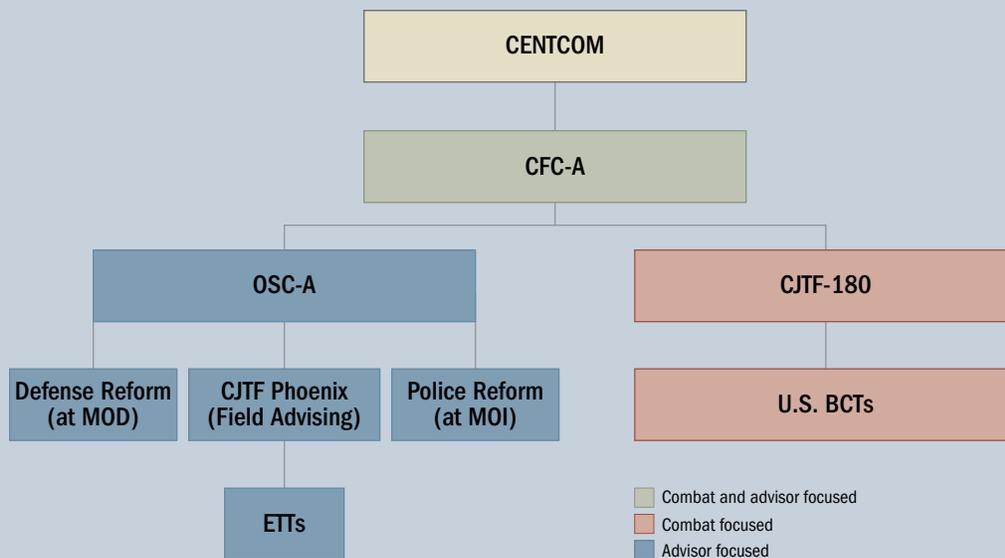 CENTCOM
CFC-A
OSC-A
CJTF-180
Defense Reform
(at MOD)
CJTF Phoenix
(Field Advising)
Police Reform
(at MOI)
U.S. BCTs
ETTs
Combat and advisor focused
Combat focused
Advisor focused